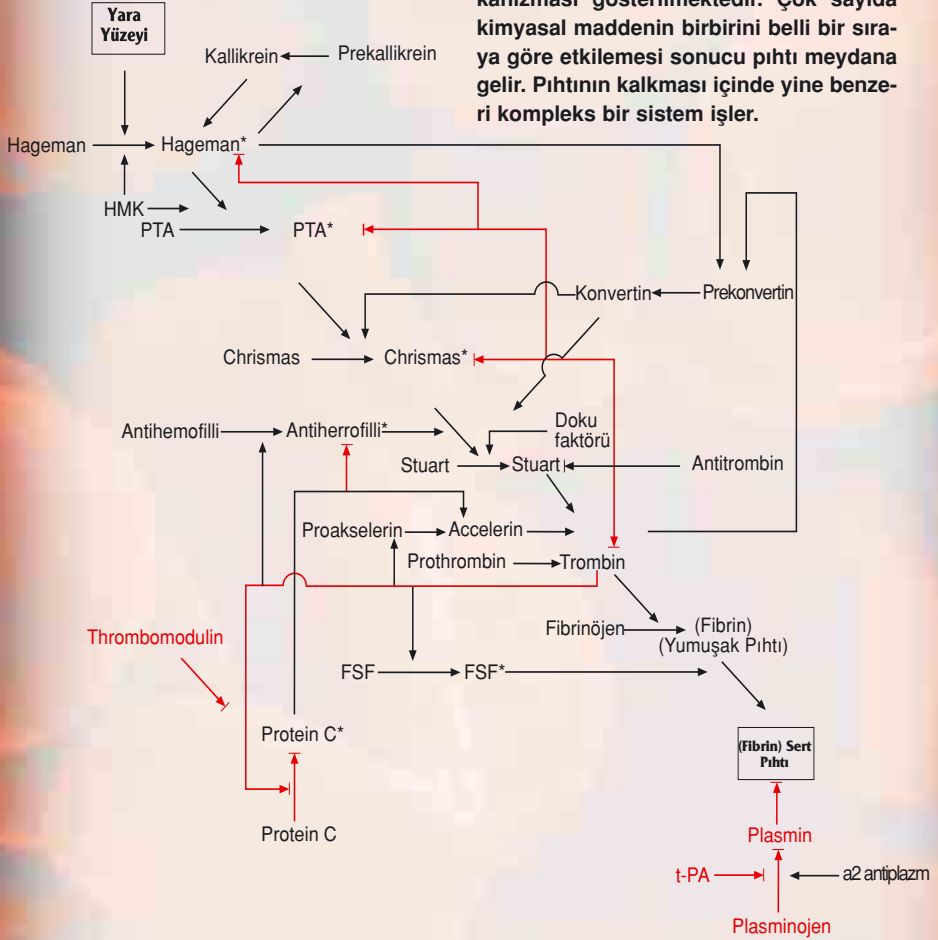 kanizması gösterilmektedir. Çok sayıda
kimyasal maddenin birbirini belli bir sıra-
ya göre etkilemesi sonucu pıhtı meydana
gelir. Pıhtının kalkması içinde yine benze-
ri kompleks bir sistem işler.
Yara
Yüzeyi
Kallikrein
Prekallikrein
Hageman
Hageman*
HMK
PTA
PTA*
Konvertin
Prekonvertin
Chrismas
Chrismas*
Antihemofilli
Antiherrofilli*
Doku
faktörü
Stuart
Stuart
Antitrombin
Proakselerin
Accelerin
Prothrombin
Trombin
Fibrinöjen
(Fibrin)
(Yumuşak Pıhtı)
Thrombomodulin
FSF
FSF*
Protein C*
(Fibrin) Sert
Pıhtı
Protein C
Plasmin
t-PA
a2 antiplazm
Plasminojen